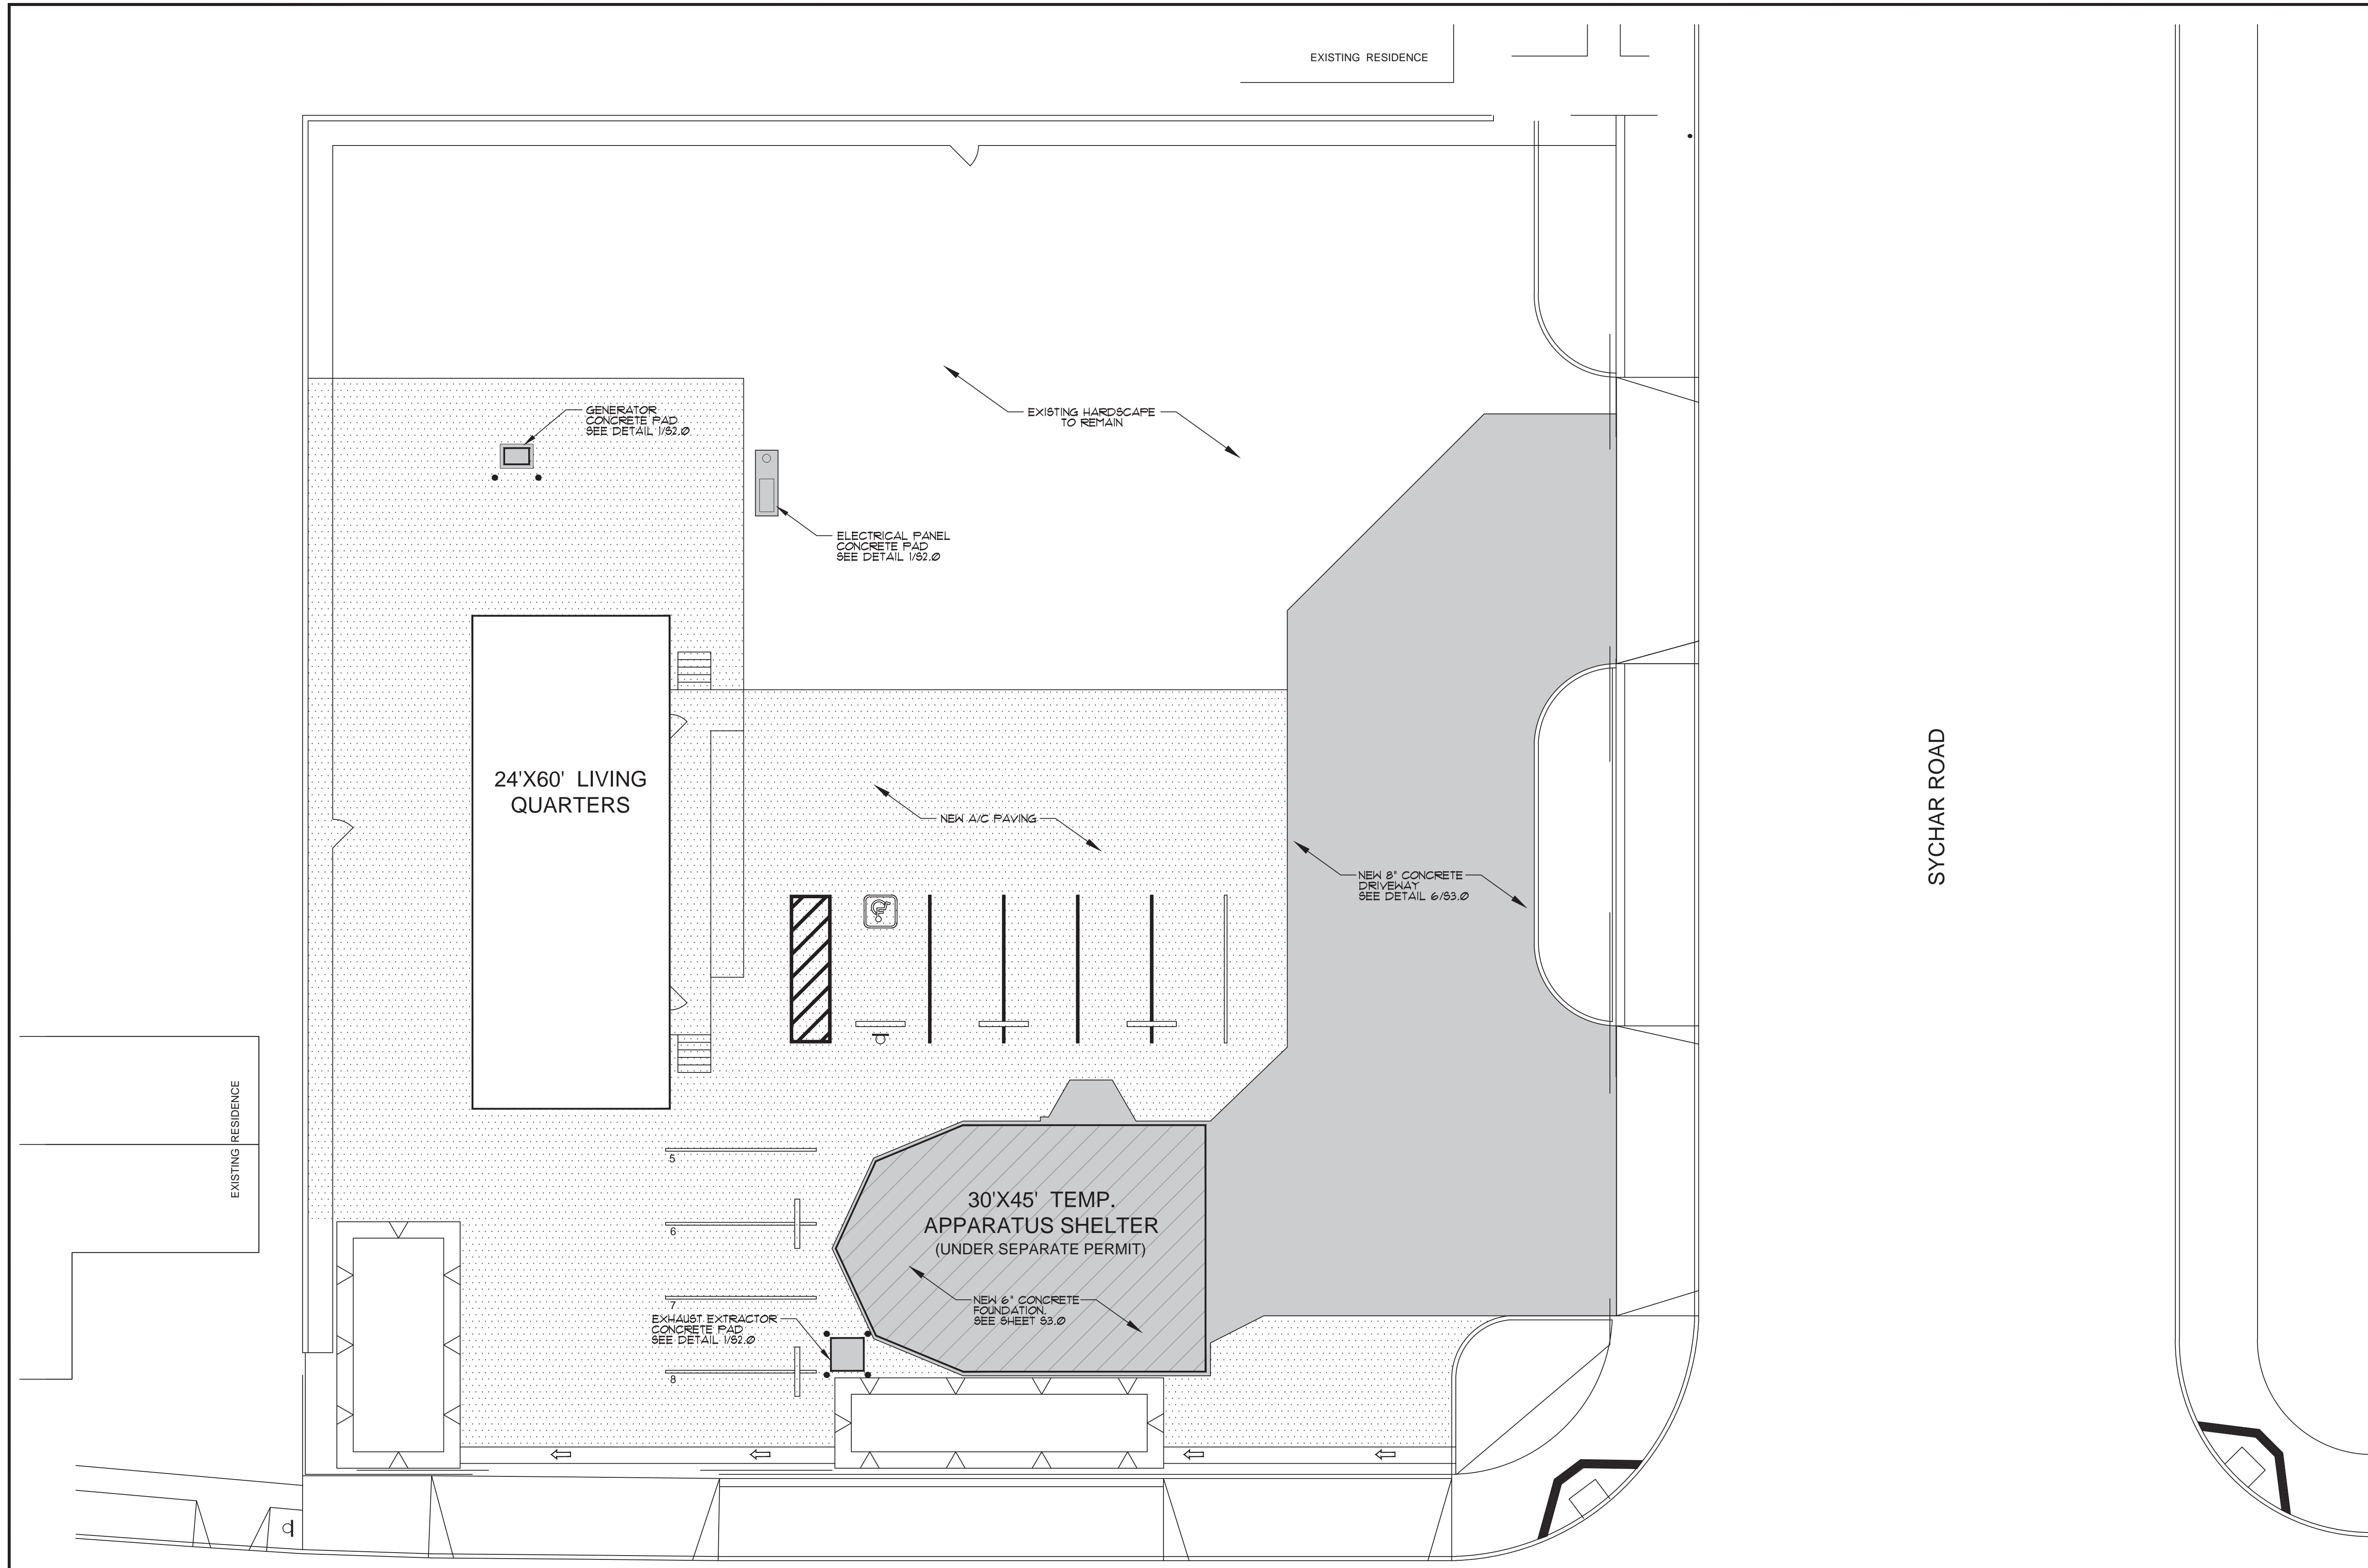 EXISTING RESIDENCE
GENERATOR
CONCRETE PAD
SEE DETAIL 1/S2.0
EXISTING HARDSCAPE
TO REMAIN
ELECTRICAL PANEL
CONCRETE PAD
SEE DETAIL 1/S2.0
24'X60' LIVING
QUARTERS
NEW A/C PAVING
NEW 8" CONCRETE
DRIVEWAY
SEE DETAIL 6/S3.0
SYCHAR ROAD
EXISTING RESIDENCE
5
6
7
8
30'X45' TEMP.
APPARATUS SHELTER
(UNDER SEPARATE PERMIT)
NEW 6" CONCRETE
FOUNDATION.
SEE SHEET S3.0
EXHAUST EXTRACTOR
CONCRETE PAD
SEE DETAIL 1/S2.0